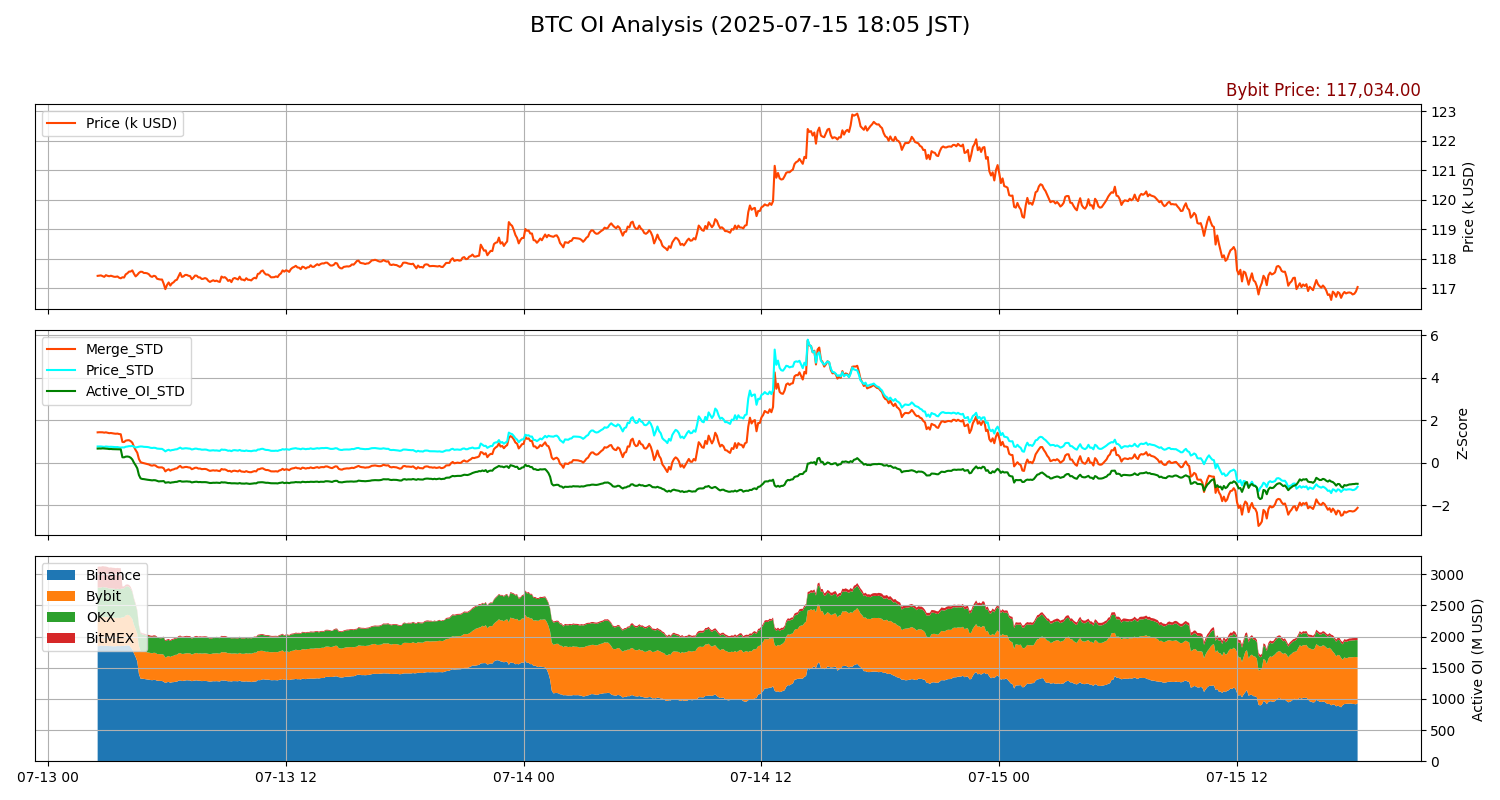 BTC OI Analysis (2025-07-15 18:05 JST)
Bybit Price: 117,034.00
Price (k USD)
123
122
121
120
119
118
117
Price (k USD)
Merge_STD
Price_STD
Active_OI_STD
6
4
2
0
−2
Z-Score
Binance
Bybit
OKX
BitMEX
3000
2500
2000
1500
1000
500
0
Active OI (M USD)
07-13 00
07-13 12
07-14 00
07-14 12
07-15 00
07-15 12